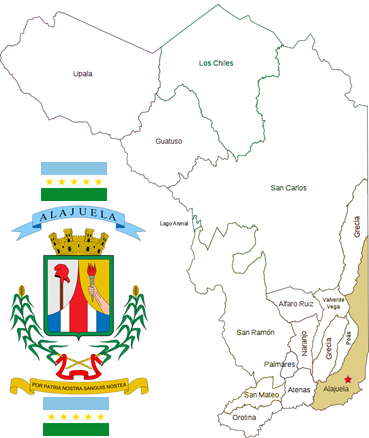 Upala
Los Chiles
Guatuso
San Carlos
ALAJUELA
Lago Arenal
Grecia
Alfaro Ruiz
Valverde
Vega
San Ramón
Naranjo
Grecia
Poás
Palmares
Atenas
Alajuela
San Mateo
Orotina
POR PATRIA NOSTRA SANGUIS NOSTEA